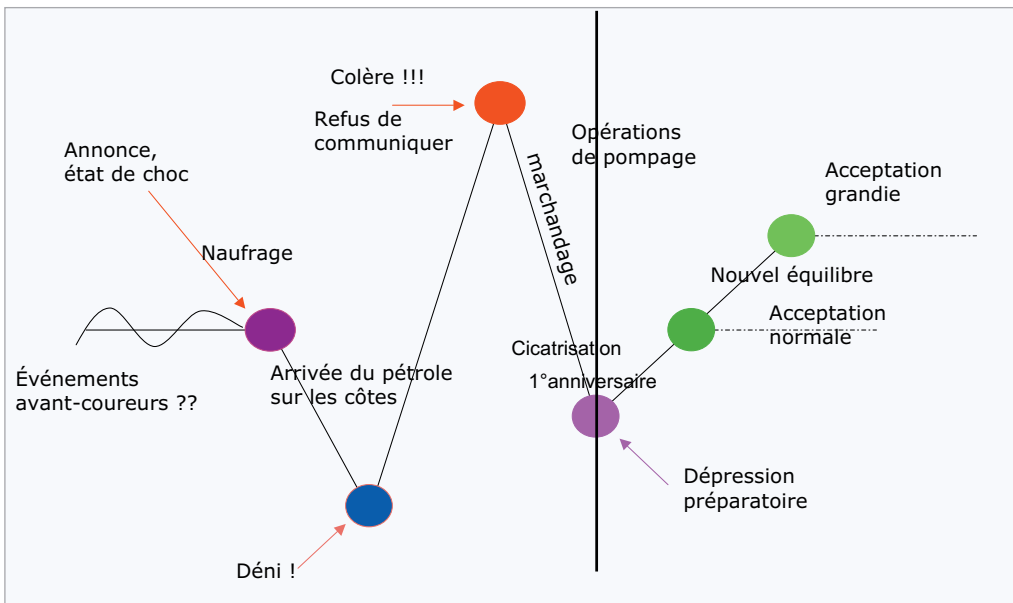 Colère !!!
Refus de
communiquer
Opérations
de pompage
Annonce,
état de choc
marchandage
Acceptation
grandie
Naufrage
Nouvel équilibre
Acceptation
normale
Cicatrisation
1°anniversaire
Événements
avant-coureurs ??
Arrivée du pétrole
sur les côtes
Dépression
préparatoire
Déni !